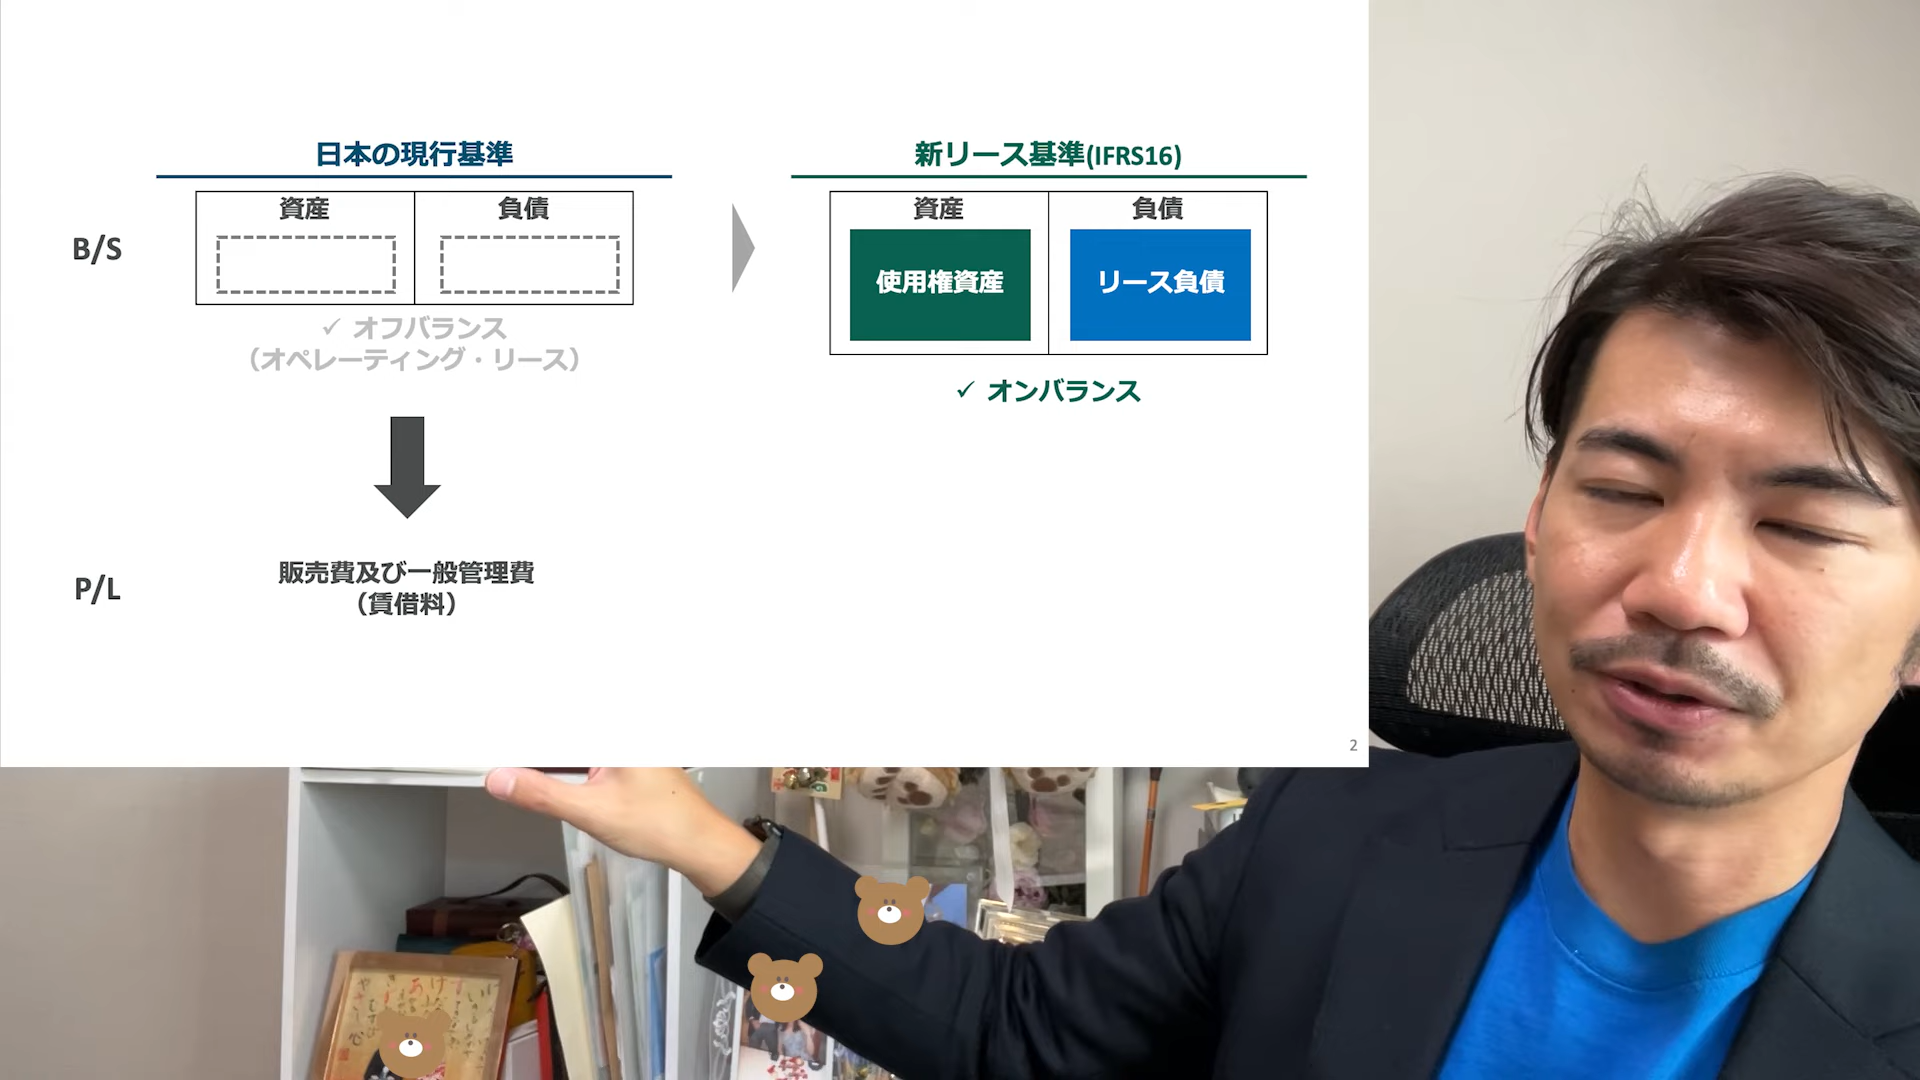 日本の現行基準
新リース基準(IFRS16)
B/S
資産
負債
資産
負債
使用権資産
リース負債
✓ オフバランス
（オペレーティング・リース）
✓ オンバランス
P/L
販売費及び一般管理費
（賃借料）
2